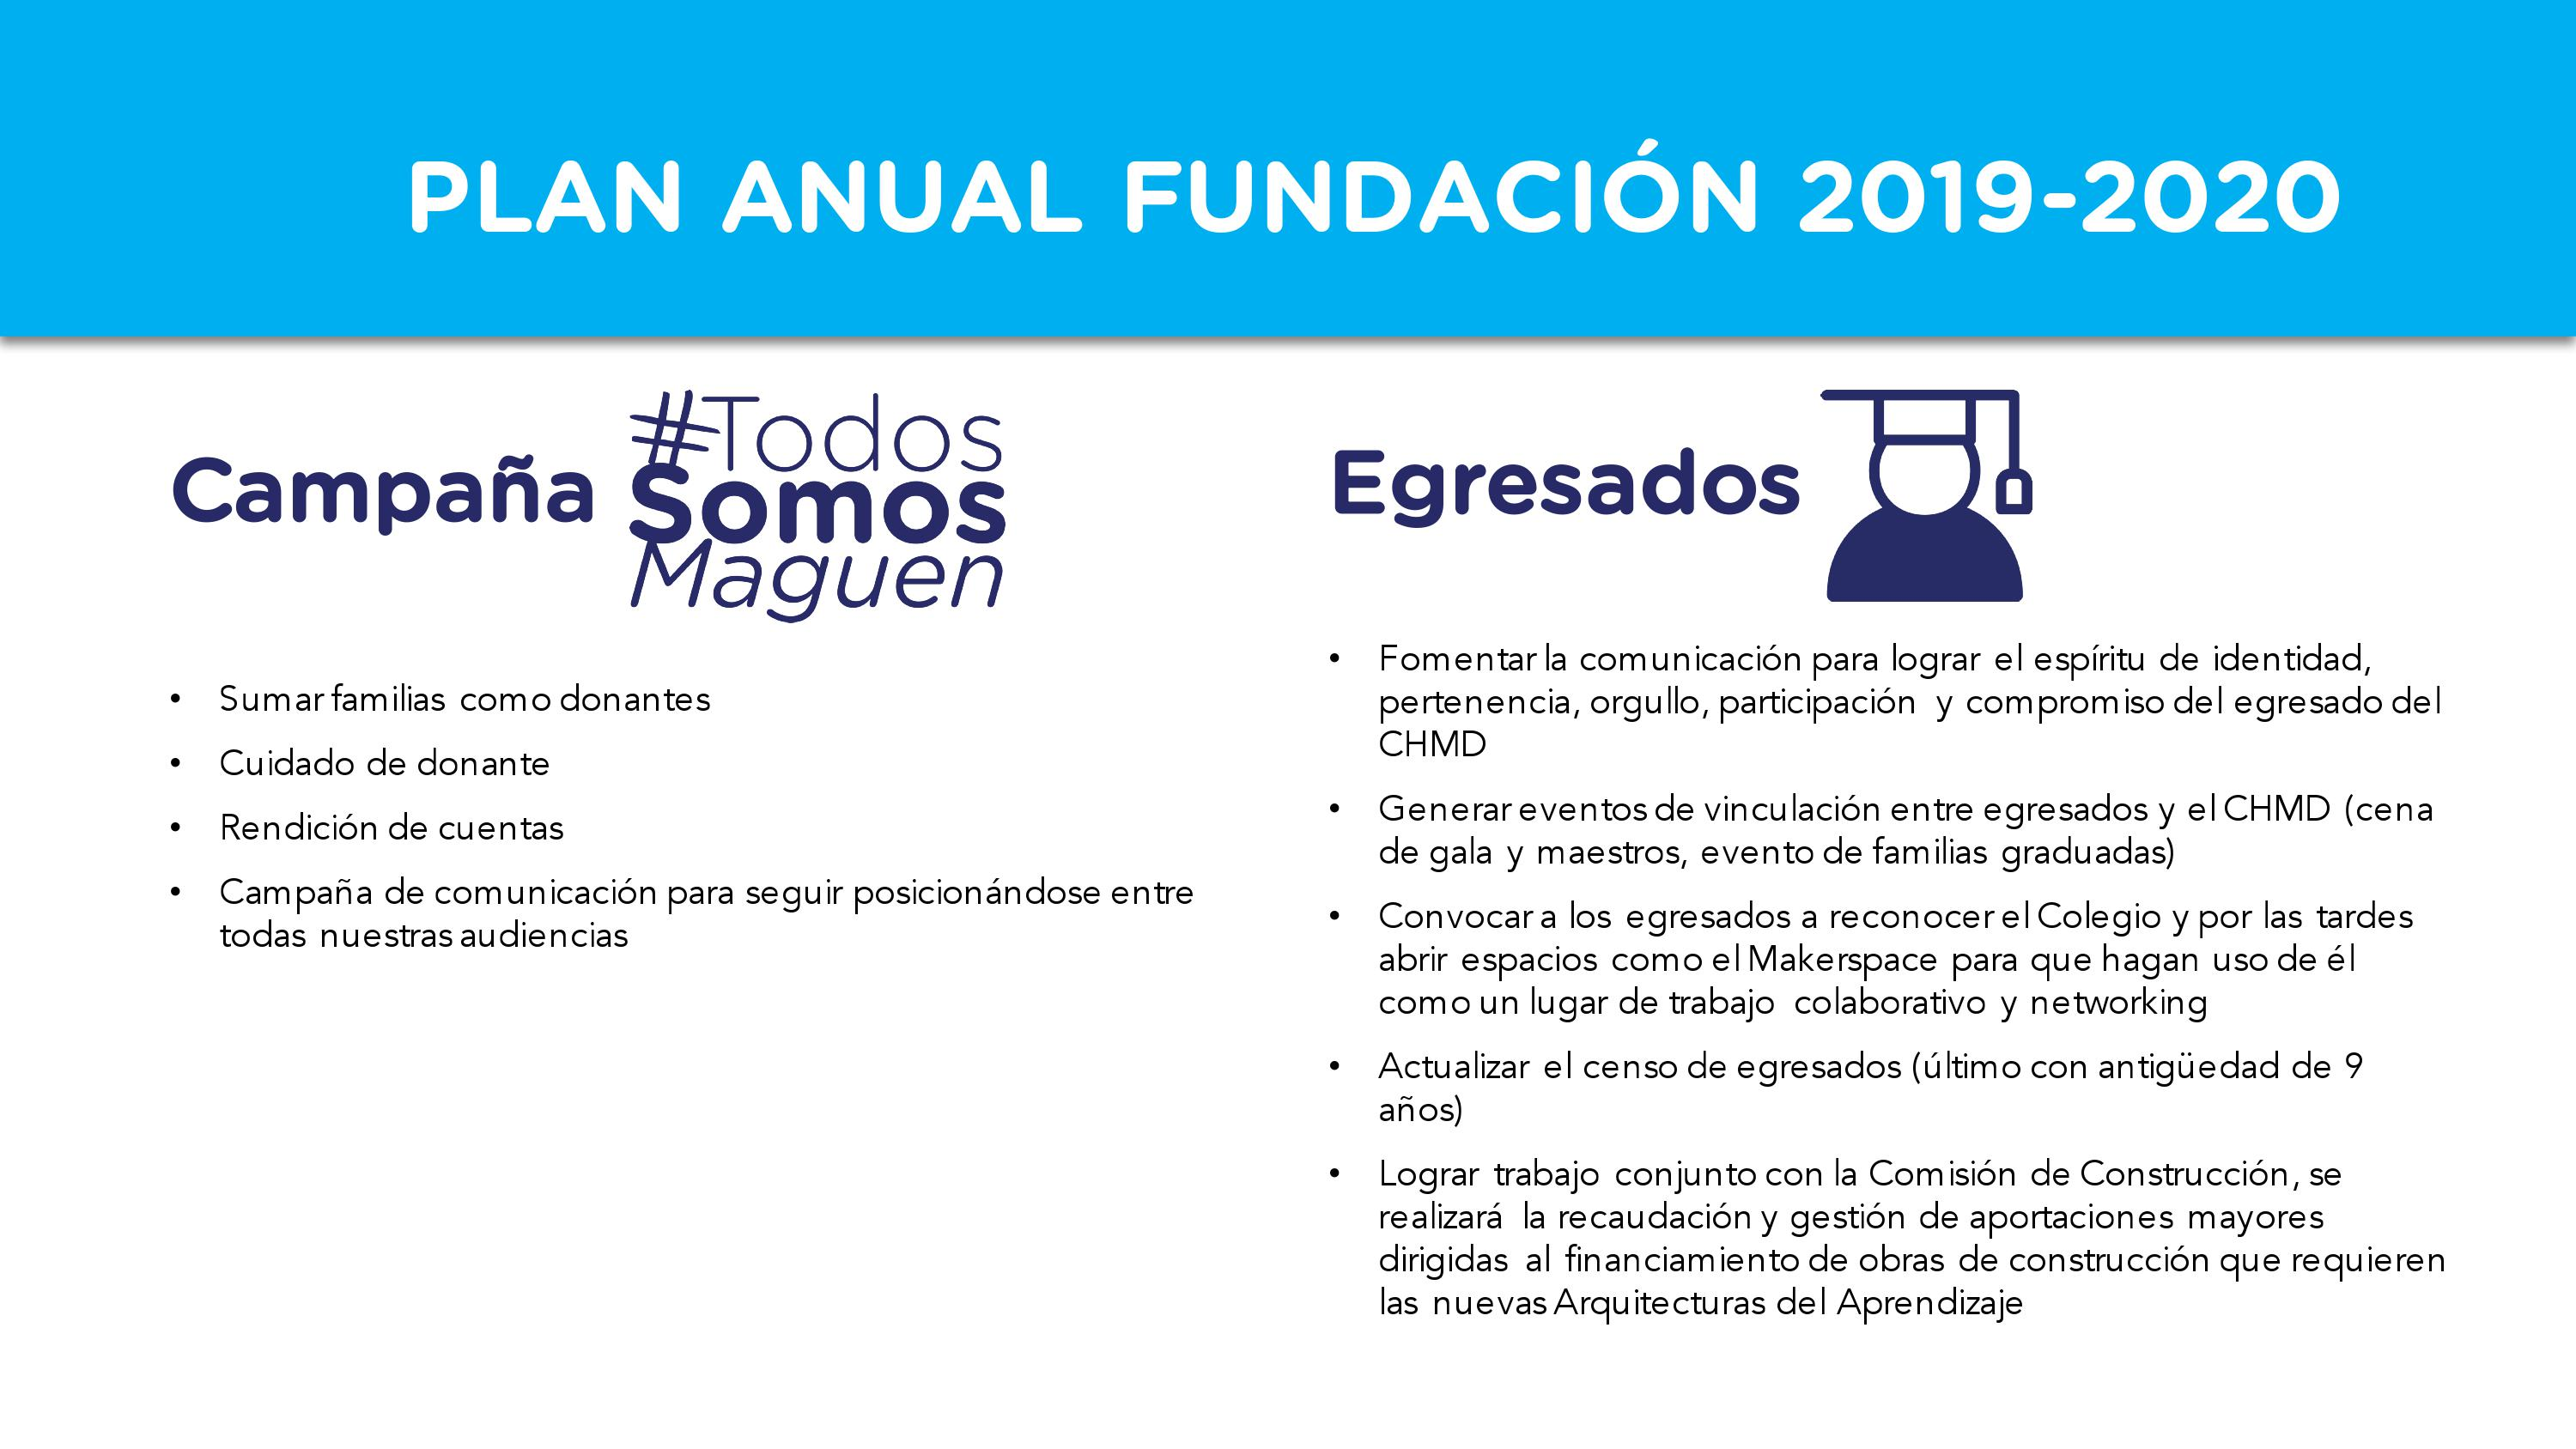 PLAN ANUAL FUNDACIÓN 2019-2020
Campaña
#Todos
Somos
Maguen
• Sumar familias como donantes
• Cuidado de donante
• Rendición de cuentas
• Campaña de comunicación para seguir posicionándose entre
todas nuestras audiencias
Egresados
• Fomentar la comunicación para lograr el espíritu de identidad,
pertenencia, orgullo, participación y compromiso del egresado del
CHMD
• Generar eventos de vinculación entre egresados y el CHMD (cena
de gala y maestros, evento de familias graduadas)
• Convocar a los egresados a reconocer el Colegio y por las tardes
abrir espacios como el Makerspace para que hagan uso de él
como un lugar de trabajo colaborativo y networking
• Actualizar el censo de egresados (último con antigüedad de 9
años)
• Lograr trabajo conjunto con la Comisión de Construcción, se
realizará la recaudación y gestión de aportaciones mayores
dirigidas al financiamiento de obras de construcción que requieren
las nuevas Arquitecturas del Aprendizaje